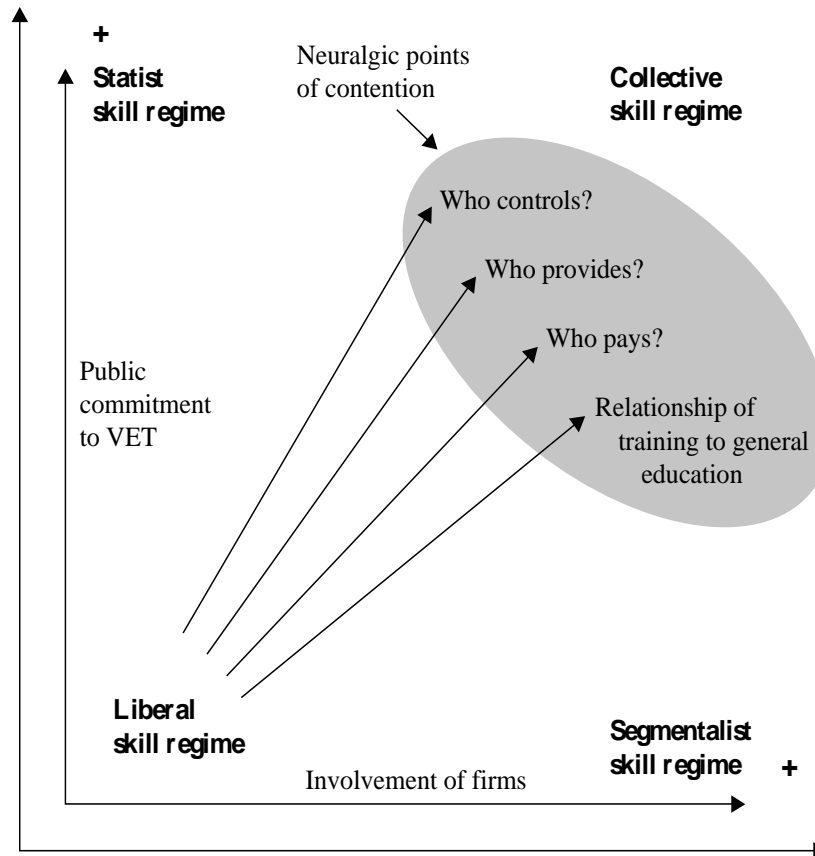 +
Statist
skill regime
Neuralgic points
of contention
Collective
skill regime
Who controls?
Who provides?
Who pays?
Relationship of
training to general
education
Public
commitment
to VET
Liberal
skill regime
Segmentalist
skill regime
+
Involvement of firms